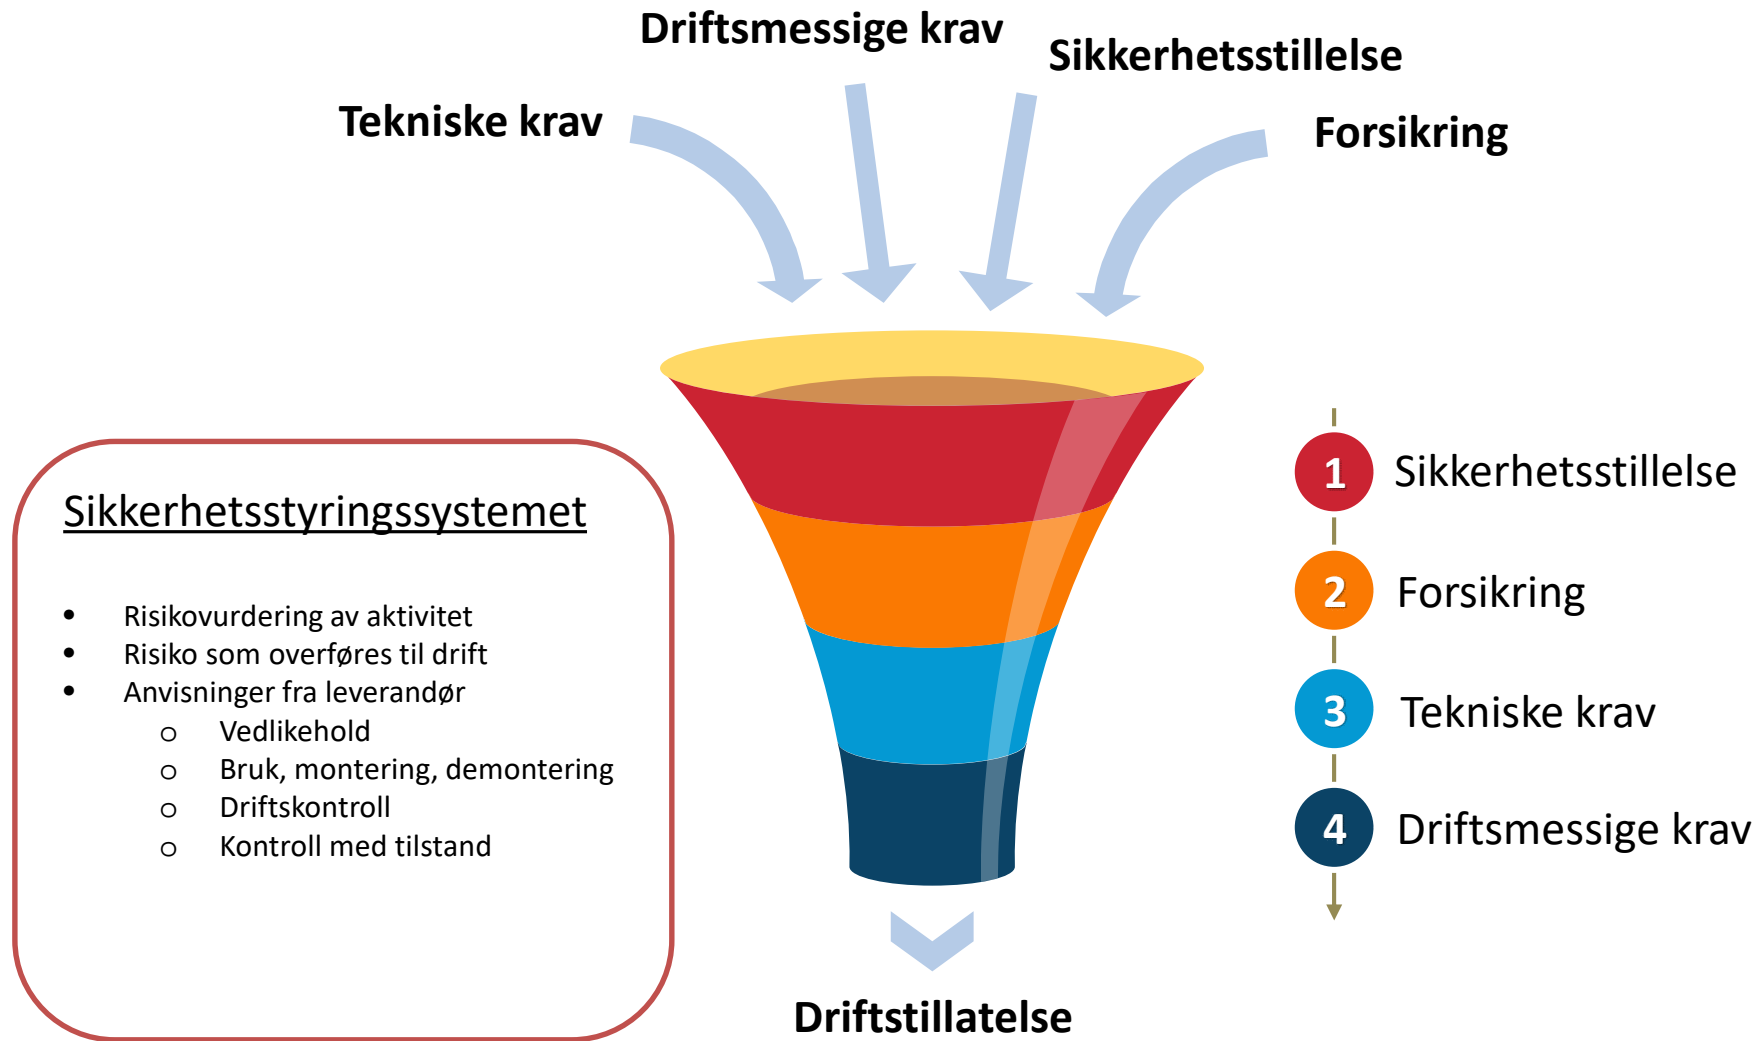 Driftsmessige krav
Sikkerhetsstillelse
Tekniske krav
Forsikring
Sikkerhetsstyringssystemet
• Risikovurdering av aktivitet
• Risiko som overføres til drift
• Anvisninger fra leverandør
o Vedlikehold
o Bruk, montering, demontering
o Driftskontroll
o Kontroll med tilstand
1 Sikkerhetsstillelse
2 Forsikring
3 Tekniske krav
4 Driftsmessige krav
Driftstillatelse